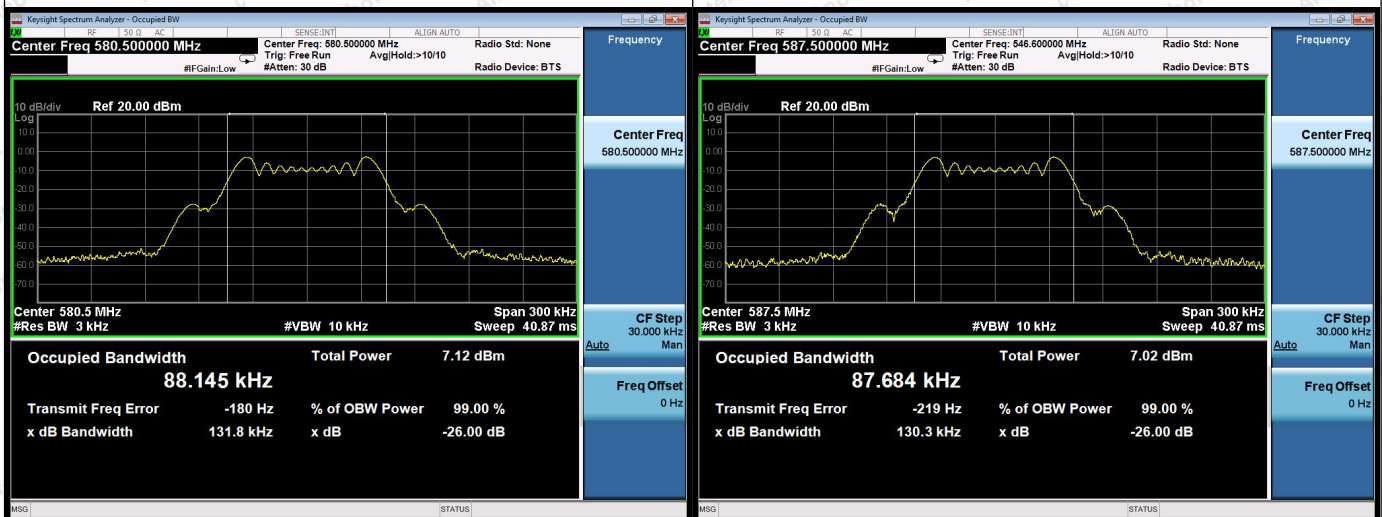 Keysight Spectrum Analyzer - Occupied BW
LXI RF 50 Ω AC SENSE:INT ALIGN AUTO
Center Freq 580.500000 MHz
Center Freq: 580.500000 MHz Radio Std: None
Trig: Free Run Avg|Hold:>10/10
#IFGain:Low #Atten: 30 dB Radio Device: BTS
10 dB/div Ref 20.00 dBm
Log
10.0
0.00
-10.0
-20.0
-30.0
-40.0
-50.0
-60.0
-70.0
Center 580.5 MHz Span 300 kHz
#Res BW 3 kHz #VBW 10 kHz Sweep 40.87 ms
Occupied Bandwidth Total Power 7.12 dBm
88.145 kHz
Transmit Freq Error -180 Hz % of OBW Power 99.00 %
x dB Bandwidth 131.8 kHz x dB -26.00 dB
MSG STATUS
Frequency
Center Freq
580.500000 MHz
CF Step
30.000 kHz
Auto Man
Freq Offset
0 Hz
Keysight Spectrum Analyzer - Occupied BW
LXI RF 50 Ω AC SENSE:INT ALIGN AUTO
Center Freq 587.500000 MHz
Center Freq: 546.600000 MHz Radio Std: None
Trig: Free Run Avg|Hold:>10/10
#IFGain:Low #Atten: 30 dB Radio Device: BTS
10 dB/div Ref 20.00 dBm
Log
10.0
0.00
-10.0
-20.0
-30.0
-40.0
-50.0
-60.0
-70.0
Center 587.5 MHz Span 300 kHz
#Res BW 3 kHz #VBW 10 kHz Sweep 40.87 ms
Occupied Bandwidth Total Power 7.02 dBm
87.684 kHz
Transmit Freq Error -219 Hz % of OBW Power 99.00 %
x dB Bandwidth 130.3 kHz x dB -26.00 dB
MSG STATUS
Frequency
Center Freq
587.500000 MHz
CF Step
30.000 kHz
Auto Man
Freq Offset
0 Hz